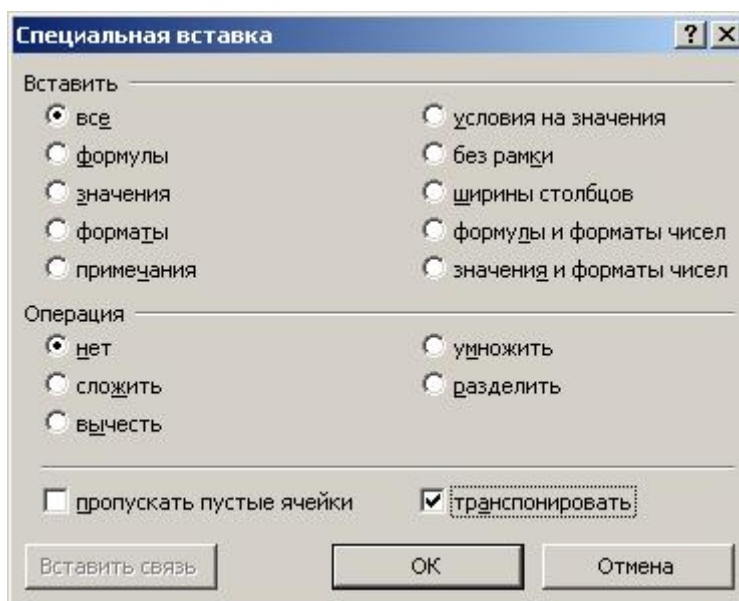 Специальная вставка
Вставить
все
условия на значения
формулы
без рамки
значения
ширины столбцов
форматы
формулы и форматы чисел
примечания
значения и форматы чисел
Операция
нет
умножить
сложить
разделить
вычесть
пропускать пустые ячейки
транспонировать
Вставить связь
ОК
Отмена